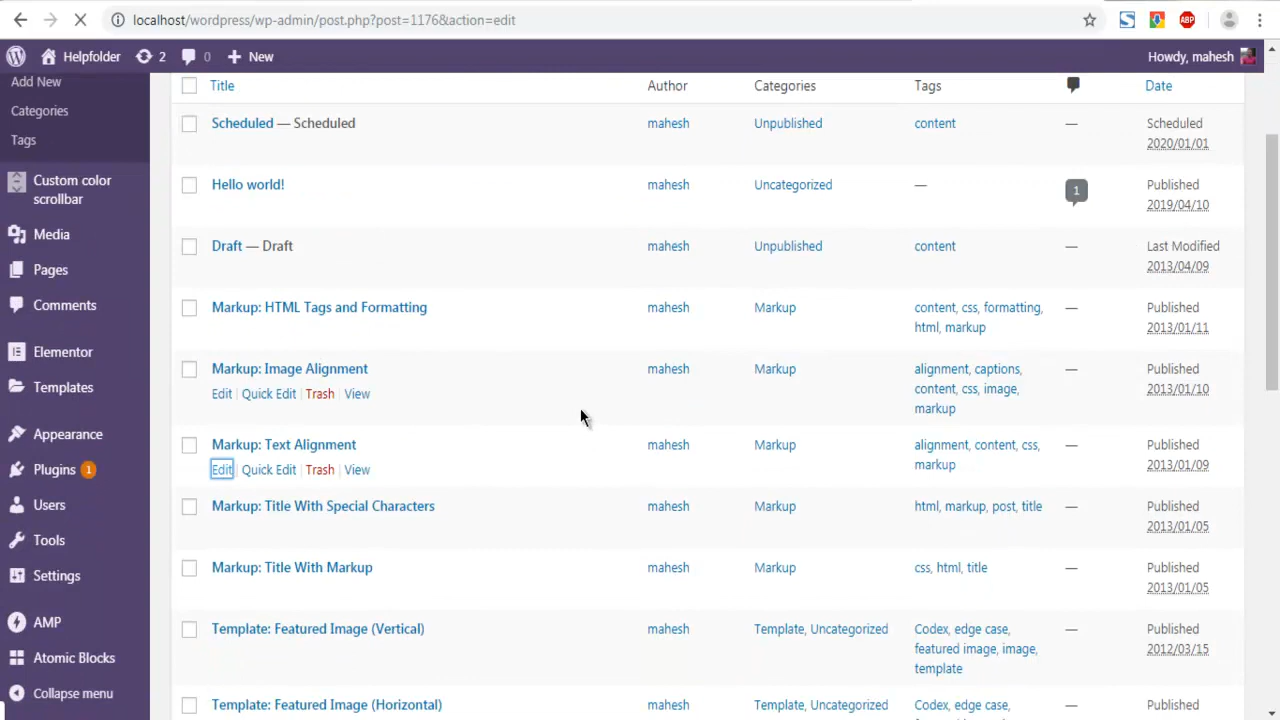 localhost/wordpress/wp-admin/post.php?post=1176&action=edit
ABP
Helpfolder 2 0 New Howdy, mahesh
Add New
Categories
Tags
Custom color
scrollbar
Media
Pages
Comments
Elementor
Templates
Appearance
Plugins 1
Users
Tools
Settings
AMP
Atomic Blocks
Collapse menu
Title Author Categories Tags Date
Scheduled — Scheduled mahesh Unpublished content — Scheduled
2020/01/01
Hello world! mahesh Uncategorized — 1 Published
2019/04/10
Draft — Draft mahesh Unpublished content — Last Modified
2013/04/09
Markup: HTML Tags and Formatting mahesh Markup content, css, formatting, — Published
html, markup 2013/01/11
Markup: Image Alignment mahesh Markup alignment, captions, — Published
Edit | Quick Edit | Trash | View content, css, image, 2013/01/10
markup
Markup: Text Alignment mahesh Markup alignment, content, css, — Published
Edit | Quick Edit | Trash | View markup 2013/01/09
Markup: Title With Special Characters mahesh Markup html, markup, post, title — Published
2013/01/05
Markup: Title With Markup mahesh Markup css, html, title — Published
2013/01/05
Template: Featured Image (Vertical) mahesh Template, Uncategorized Codex, edge case, — Published
featured image, image, 2012/03/15
template
Template: Featured Image (Horizontal) mahesh Template, Uncategorized Codex, edge case, — Published